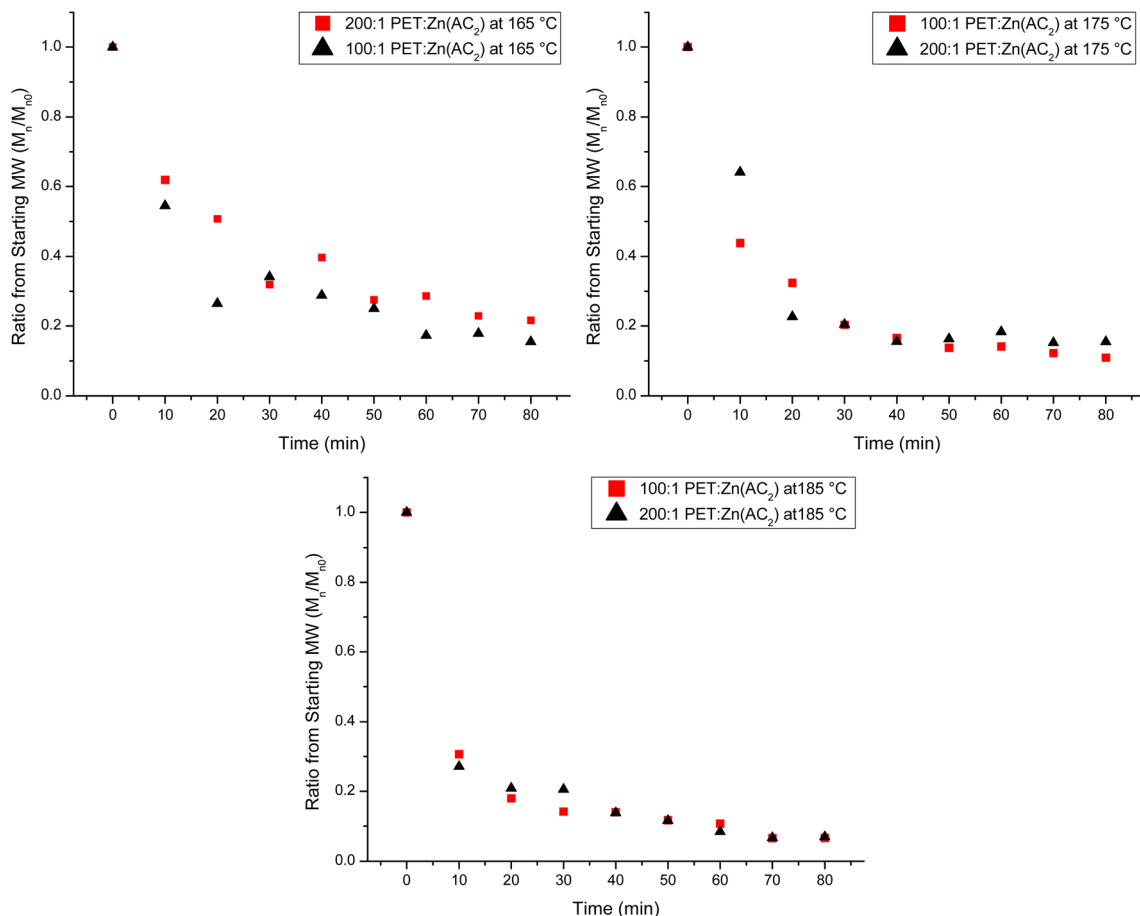 200:1 PET:Zn(AC₂) at 165 °C
100:1 PET:Zn(AC₂) at 165 °C
Ratio from Starting MW (Mₙ/Mₙ₀)
1.0
0.8
0.6
0.4
0.2
0.0
0 10 20 30 40 50 60 70 80
Time (min)
100:1 PET:Zn(AC₂) at 175 °C
200:1 PET:Zn(AC₂) at 175 °C
Ratio from Starting MW (Mₙ/Mₙ₀)
1.0
0.8
0.6
0.4
0.2
0.0
0 10 20 30 40 50 60 70 80
Time (min)
100:1 PET:Zn(AC₂) at185 °C
200:1 PET:Zn(AC₂) at185 °C
Ratio from Starting MW (Mₙ/Mₙ₀)
1.0
0.8
0.6
0.4
0.2
0.0
0 10 20 30 40 50 60 70 80
Time (min)